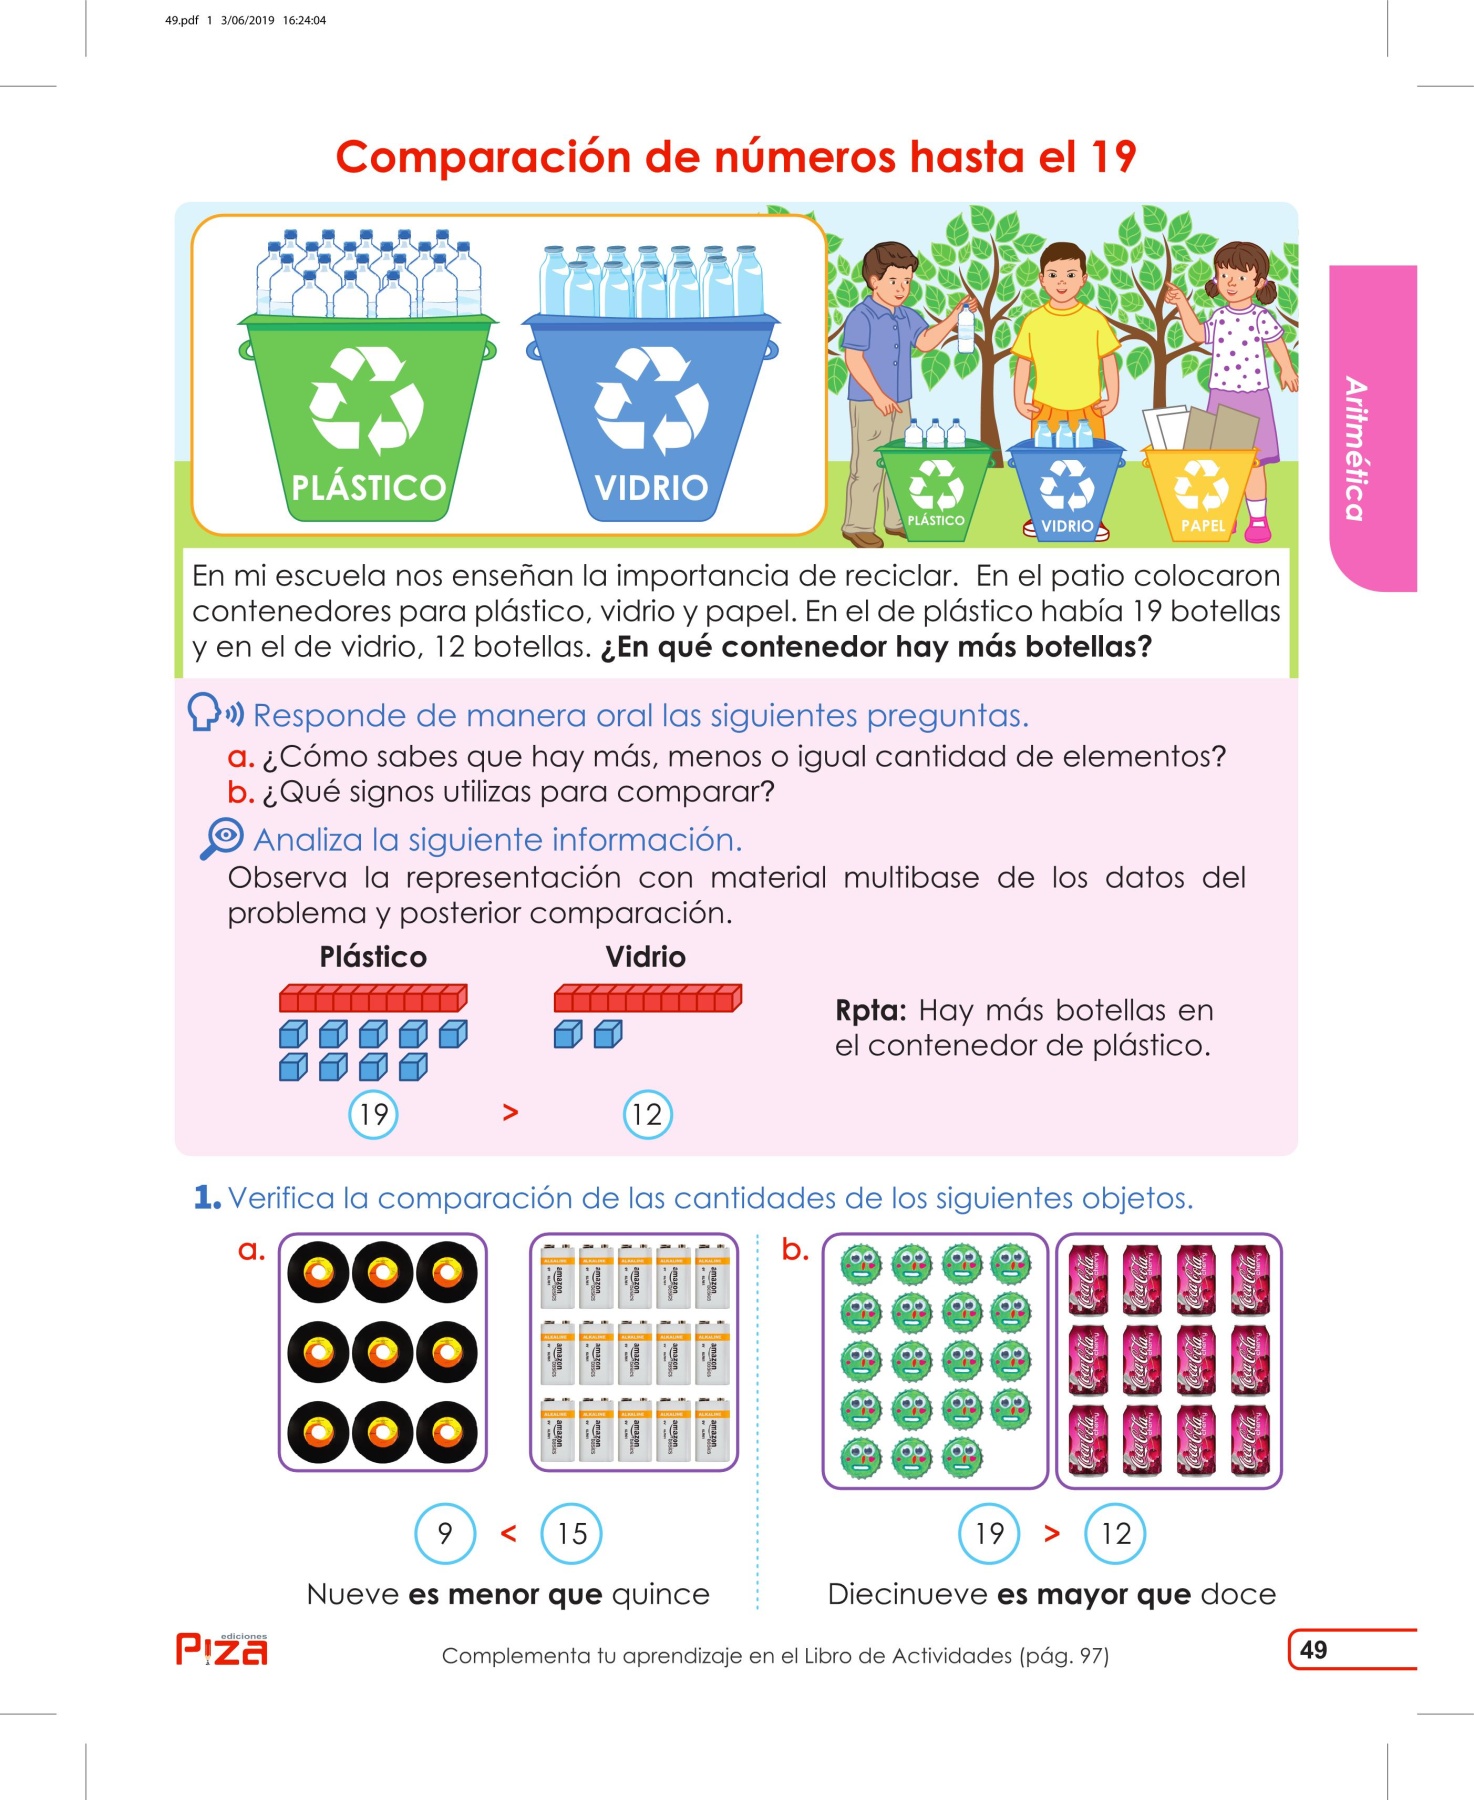 49.pdf 1 3/06/2019 16:24:04
Comparación de números hasta el 19
PLÁSTICO
VIDRIO
PLÁSTICO
VIDRIO
PAPEL
Aritmética
En mi escuela nos enseñan la importancia de reciclar. En el patio colocaron
contenedores para plástico, vidrio y papel. En el de plástico había 19 botellas
y en el de vidrio, 12 botellas. ¿En qué contenedor hay más botellas?
Responde de manera oral las siguientes preguntas.
a. ¿Cómo sabes que hay más, menos o igual cantidad de elementos?
b. ¿Qué signos utilizas para comparar?
Analiza la siguiente información.
Observa la representación con material multibase de los datos del
problema y posterior comparación.
Plástico
Vidrio
Rpta: Hay más botellas en
el contenedor de plástico.
19 > 12
1. Verifica la comparación de las cantidades de los siguientes objetos.
a.
b.
9 < 15
19 > 12
Nueve es menor que quince
Diecinueve es mayor que doce
ediciones
Piza
Complementa tu aprendizaje en el Libro de Actividades (pág. 97)
49